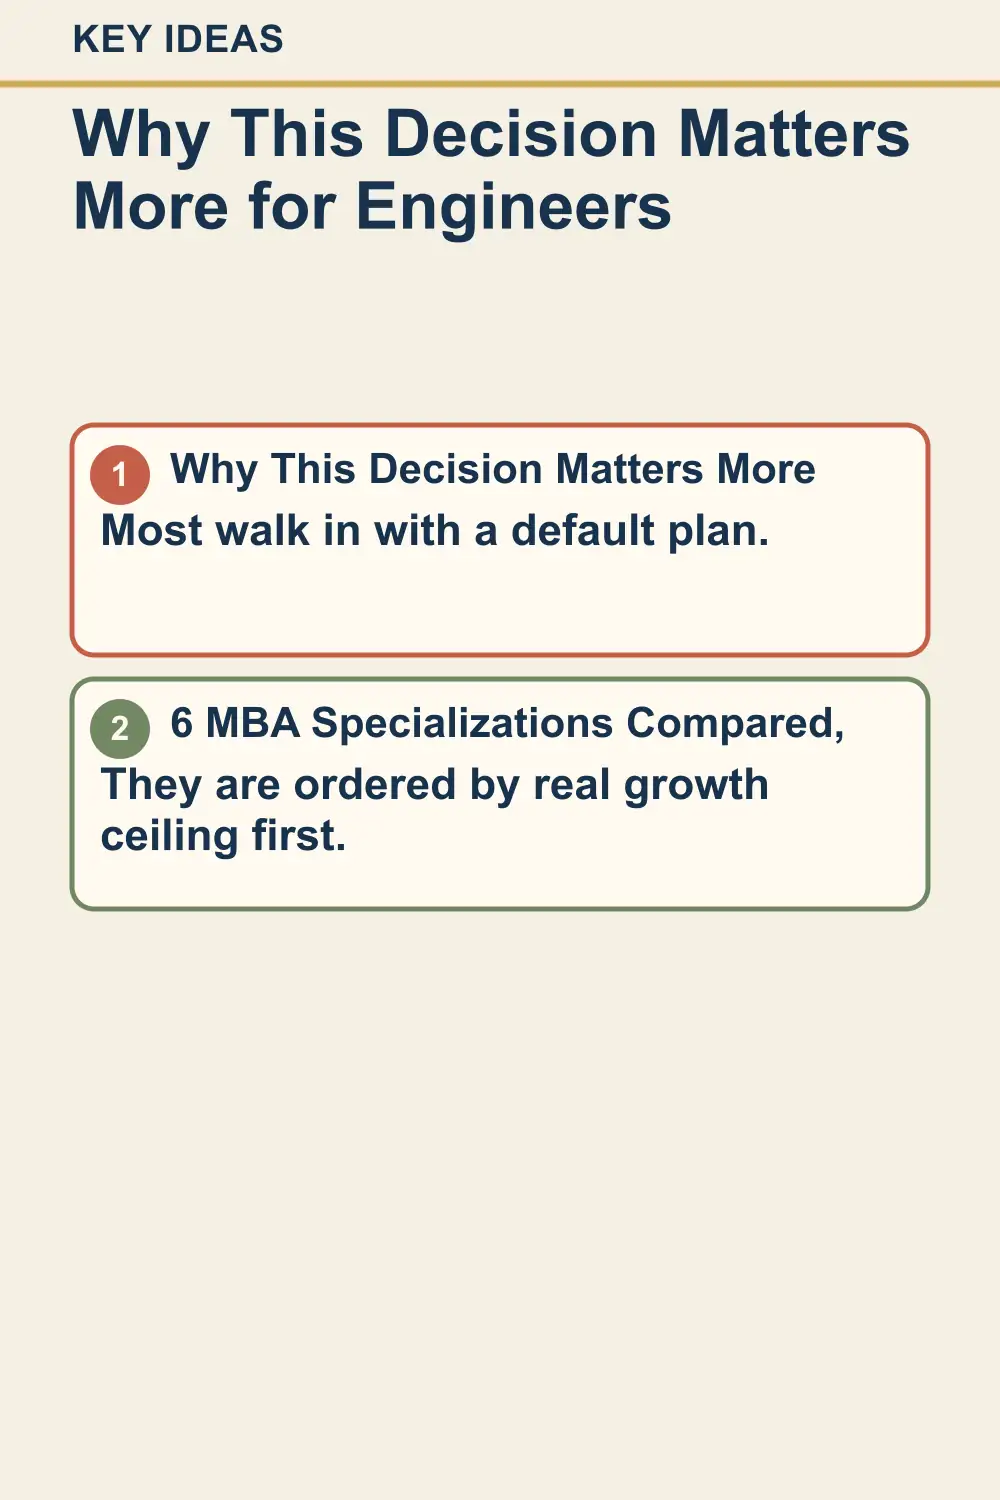 KEY IDEAS
Why This Decision Matters
More for Engineers
1 Why This Decision Matters More
Most walk in with a default plan.
2 6 MBA Specializations Compared,
They are ordered by real growth
ceiling first.